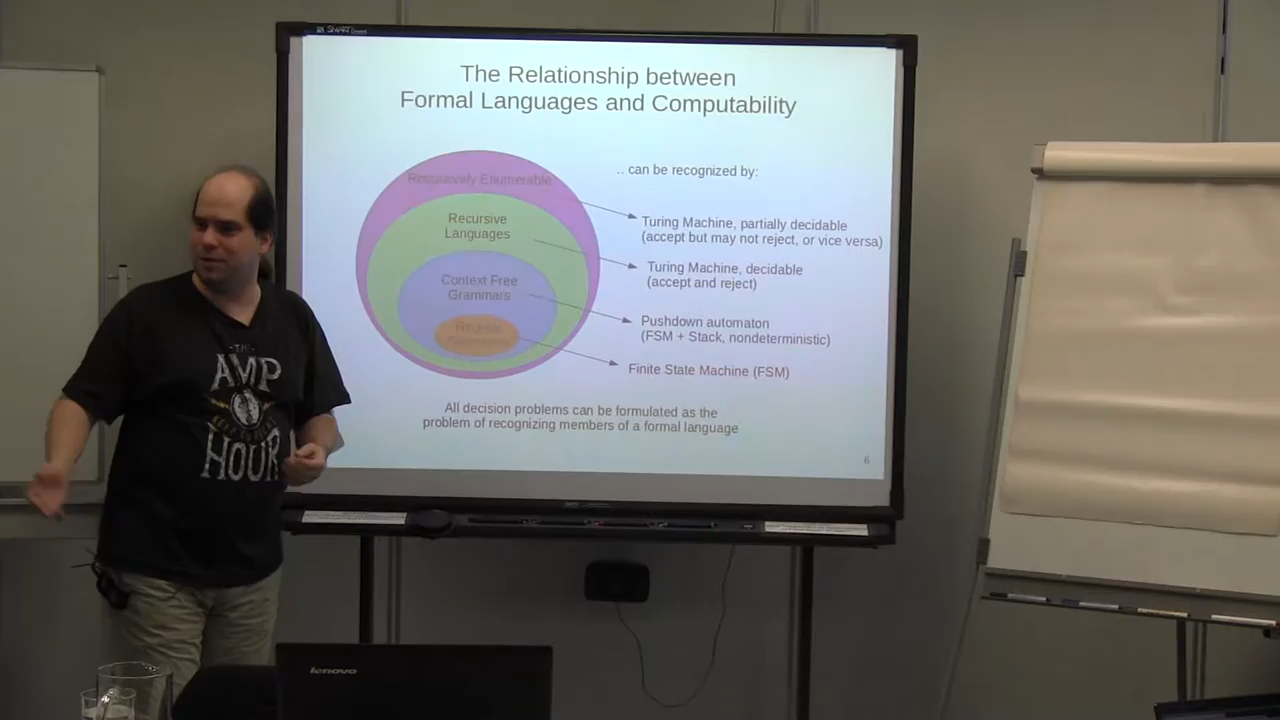 SMART
The Relationship between
Formal Languages and Computability
Recursively Enumerable
.. can be recognized by:
Recursive
Languages
Turing Machine, partially decidable
(accept but may not reject, or vice versa)
Turing Machine, decidable
(accept and reject)
Context Free
Grammars
Pushdown automaton
(FSM + Stack, nondeterministic)
Regular
Finite State Machine (FSM)
All decision problems can be formulated as the
problem of recognizing members of a formal language
6
THE
AMP
HOUR
lenovo